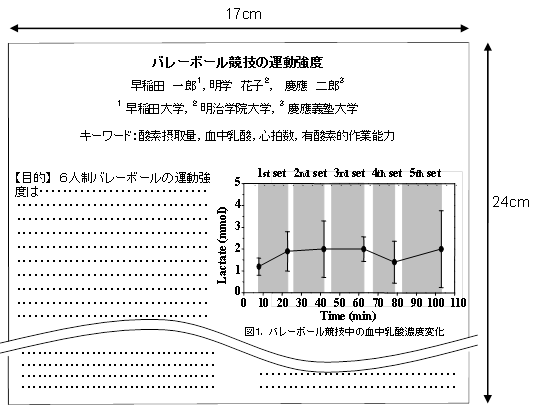 17cm
バレーボール競技の運動強度
早稲田 一郎¹, 明学 花子², 慶應 二郎³
¹ 早稲田大学, ² 明治学院大学, ³ 慶應義塾大学
キーワード:酸素摂取量, 血中乳酸, 心拍数, 有酸素的作業能力
【目的】 6人制バレーボールの運動強
度は
1st set 2nd set 3rd set 4th set 5th set
5
4
3
2
1
0
Lactate (mmol)
0 10 20 30 40 50 60 70 80 90 100 110
Time (min)
図1. バレーボール競技中の血中乳酸濃度変化
24cm